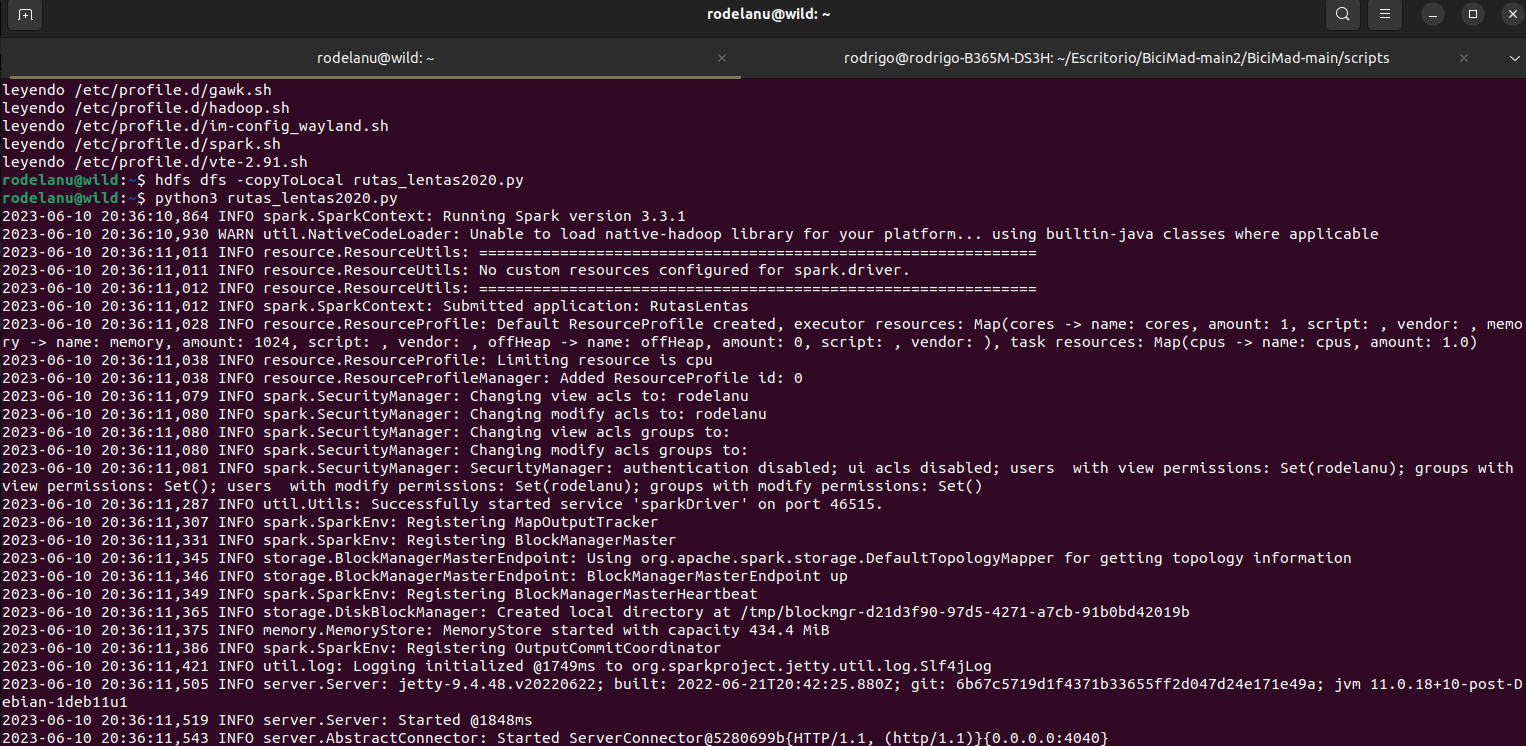 rodelanu@wild: ~
rodelanu@wild: ~
rodrigo@rodrigo-B365M-DS3H: ~/Escritorio/BiciMad-main2/BiciMad-main/scripts
leyendo /etc/profile.d/gawk.sh
leyendo /etc/profile.d/hadoop.sh
leyendo /etc/profile.d/im-config_wayland.sh
leyendo /etc/profile.d/spark.sh
leyendo /etc/profile.d/vte-2.91.sh
rodelanu@wild:~$ hdfs dfs -copyToLocal rutas_lentas2020.py
rodelanu@wild:~$ python3 rutas_lentas2020.py
2023-06-10 20:36:10,864 INFO spark.SparkContext: Running Spark version 3.3.1
2023-06-10 20:36:10,930 WARN util.NativeCodeLoader: Unable to load native-hadoop library for your platform... using builtin-java classes where applicable
2023-06-10 20:36:11,011 INFO resource.ResourceUtils: ==============================================================
2023-06-10 20:36:11,011 INFO resource.ResourceUtils: No custom resources configured for spark.driver.
2023-06-10 20:36:11,012 INFO resource.ResourceUtils: ==============================================================
2023-06-10 20:36:11,012 INFO spark.SparkContext: Submitted application: RutasLentas
2023-06-10 20:36:11,028 INFO resource.ResourceProfile: Default ResourceProfile created, executor resources: Map(cores -> name: cores, amount: 1, script: , vendor: , memo
ry -> name: memory, amount: 1024, script: , vendor: , offHeap -> name: offHeap, amount: 0, script: , vendor: ), task resources: Map(cpus -> name: cpus, amount: 1.0)
2023-06-10 20:36:11,038 INFO resource.ResourceProfile: Limiting resource is cpu
2023-06-10 20:36:11,038 INFO resource.ResourceProfileManager: Added ResourceProfile id: 0
2023-06-10 20:36:11,079 INFO spark.SecurityManager: Changing view acls to: rodelanu
2023-06-10 20:36:11,080 INFO spark.SecurityManager: Changing modify acls to: rodelanu
2023-06-10 20:36:11,080 INFO spark.SecurityManager: Changing view acls groups to:
2023-06-10 20:36:11,080 INFO spark.SecurityManager: Changing modify acls groups to:
2023-06-10 20:36:11,081 INFO spark.SecurityManager: SecurityManager: authentication disabled; ui acls disabled; users  with view permissions: Set(rodelanu); groups with
view permissions: Set(); users  with modify permissions: Set(rodelanu); groups with modify permissions: Set()
2023-06-10 20:36:11,287 INFO util.Utils: Successfully started service 'sparkDriver' on port 46515.
2023-06-10 20:36:11,307 INFO spark.SparkEnv: Registering MapOutputTracker
2023-06-10 20:36:11,331 INFO spark.SparkEnv: Registering BlockManagerMaster
2023-06-10 20:36:11,345 INFO storage.BlockManagerMasterEndpoint: Using org.apache.spark.storage.DefaultTopologyMapper for getting topology information
2023-06-10 20:36:11,346 INFO storage.BlockManagerMasterEndpoint: BlockManagerMasterEndpoint up
2023-06-10 20:36:11,349 INFO spark.SparkEnv: Registering BlockManagerMasterHeartbeat
2023-06-10 20:36:11,365 INFO storage.DiskBlockManager: Created local directory at /tmp/blockmgr-d21d3f90-97d5-4271-a7cb-91b0bd42019b
2023-06-10 20:36:11,375 INFO memory.MemoryStore: MemoryStore started with capacity 434.4 MiB
2023-06-10 20:36:11,386 INFO spark.SparkEnv: Registering OutputCommitCoordinator
2023-06-10 20:36:11,421 INFO util.log: Logging initialized @1749ms to org.sparkproject.jetty.util.log.Slf4jLog
2023-06-10 20:36:11,505 INFO server.Server: jetty-9.4.48.v20220622; built: 2022-06-21T20:42:25.880Z; git: 6b67c5719d1f4371b33655ff2d047d24e171e49a; jvm 11.0.18+10-post-D
ebian-1deb11u1
2023-06-10 20:36:11,519 INFO server.Server: Started @1848ms
2023-06-10 20:36:11,543 INFO server.AbstractConnector: Started ServerConnector@5280699b{HTTP/1.1, (http/1.1)}{0.0.0.0:4040}